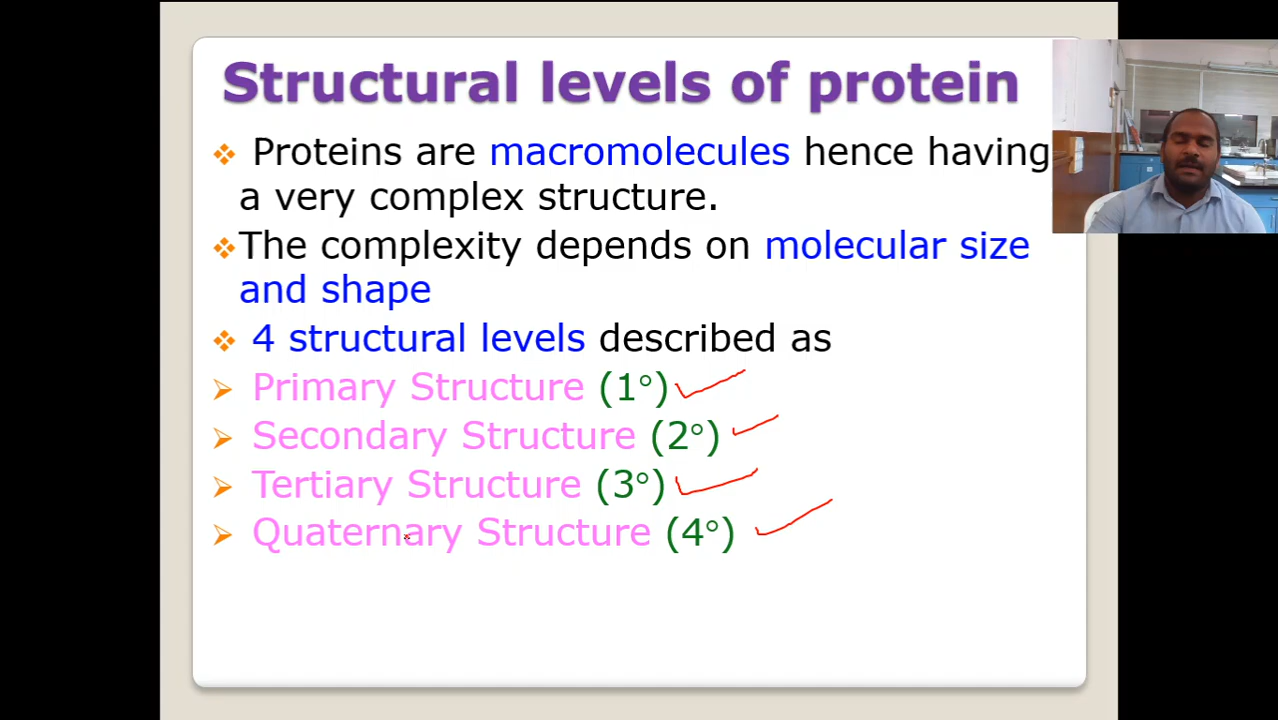 Structural levels of protein
Proteins are macromolecules hence having
a very complex structure.
The complexity depends on molecular size
and shape
4 structural levels described as
Primary Structure (1°)
Secondary Structure (2°)
Tertiary Structure (3°)
Quaternary Structure (4°)